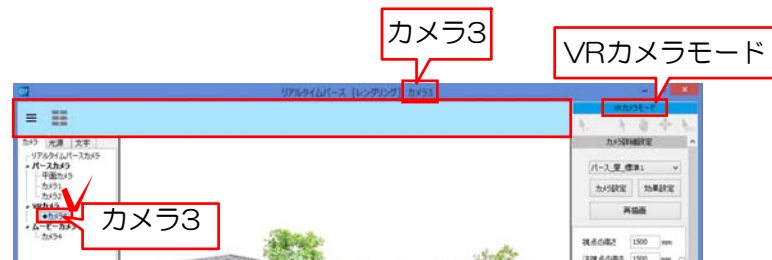 カメラ3
VRカメラモード
リアルタイムパース [レンダリング] カメラ3
VRカメラモード
カメラ 光源 文字
カメラ詳細設定
リアルタイムパースカメラ
パースカメラ
平面カメラ
カメラ1
カメラ2
VRカメラ
●カメラ3
ムービーカメラ
カメラ4
カメラ3
パース_昼_標準1
カメラ設定 効果設定
再描画
視点の高さ 1500 mm
注視点の高さ 1500 mm